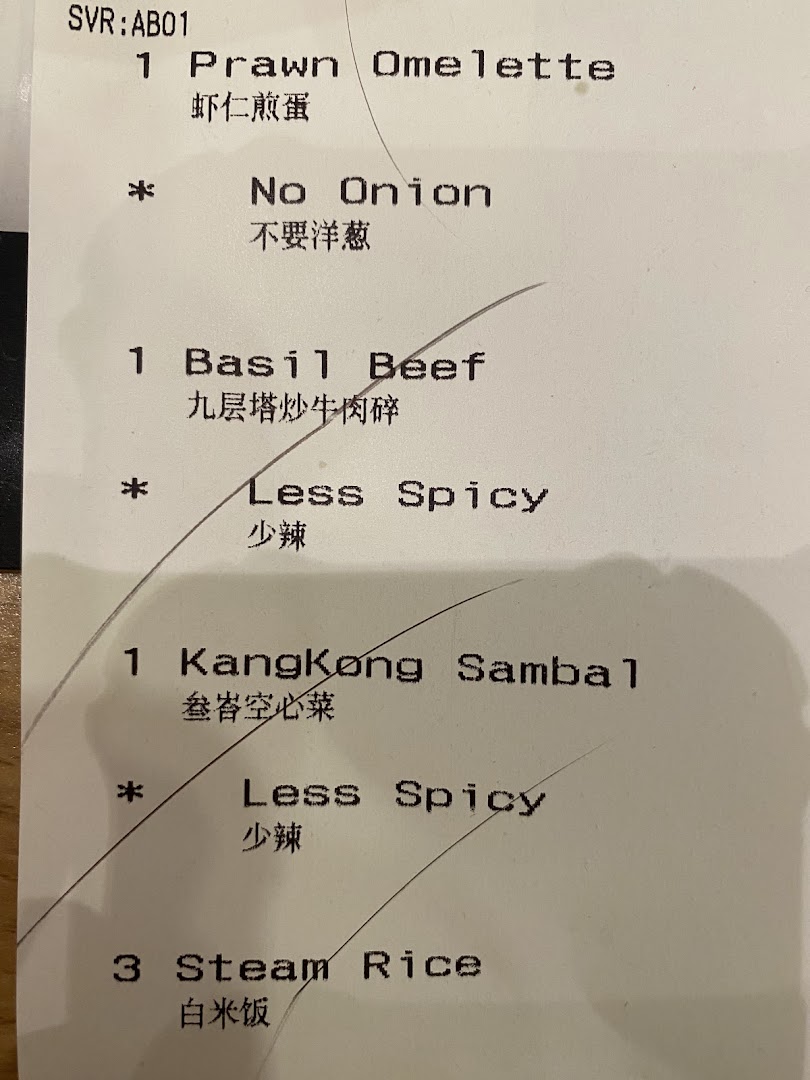 SVR:AB01
1 Prawn Omelette
虾仁煎蛋
* No Onion
不要洋葱
1 Basil Beef
九层塔炒牛肉碎
* Less Spicy
少辣
1 KangKong Sambal
叁峇空心菜
* Less Spicy
少辣
3 Steam Rice
白米饭